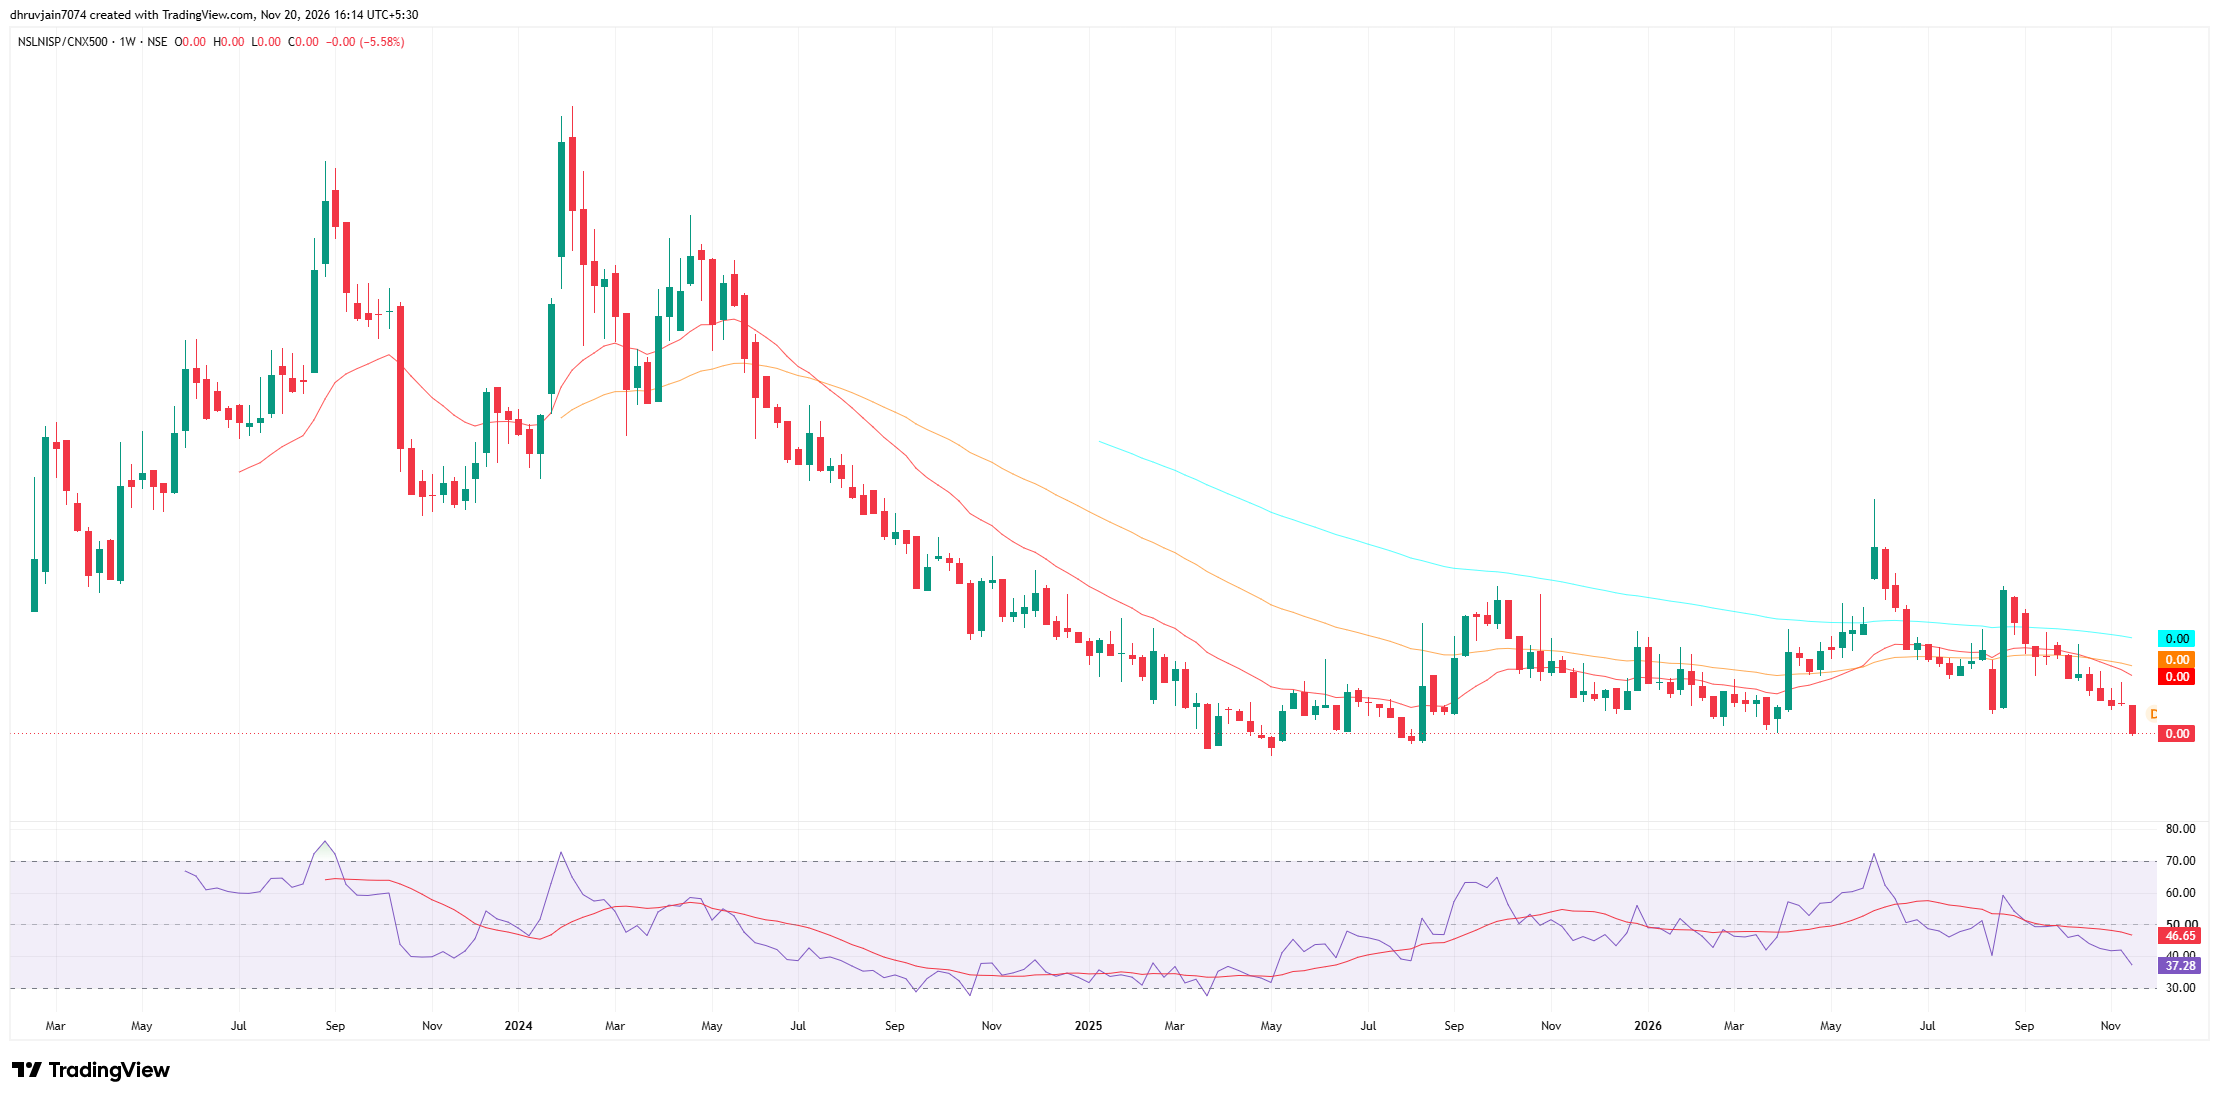 dhruvjain7074 created with TradingView.com, Nov 20, 2026 16:14 UTC+5:30
NSLNISP/CNX500 · 1W · NSE O0.00 H0.00 L0.00 C0.00 −0.00 (−5.58%)
0.00
0.00
0.00
D
0.00
80.00
70.00
60.00
50.00
46.65
40.00
37.28
30.00
Mar May Jul Sep Nov 2024 Mar May Jul Sep Nov 2025 Mar May Jul Sep Nov 2026 Mar May Jul Sep Nov
TradingView